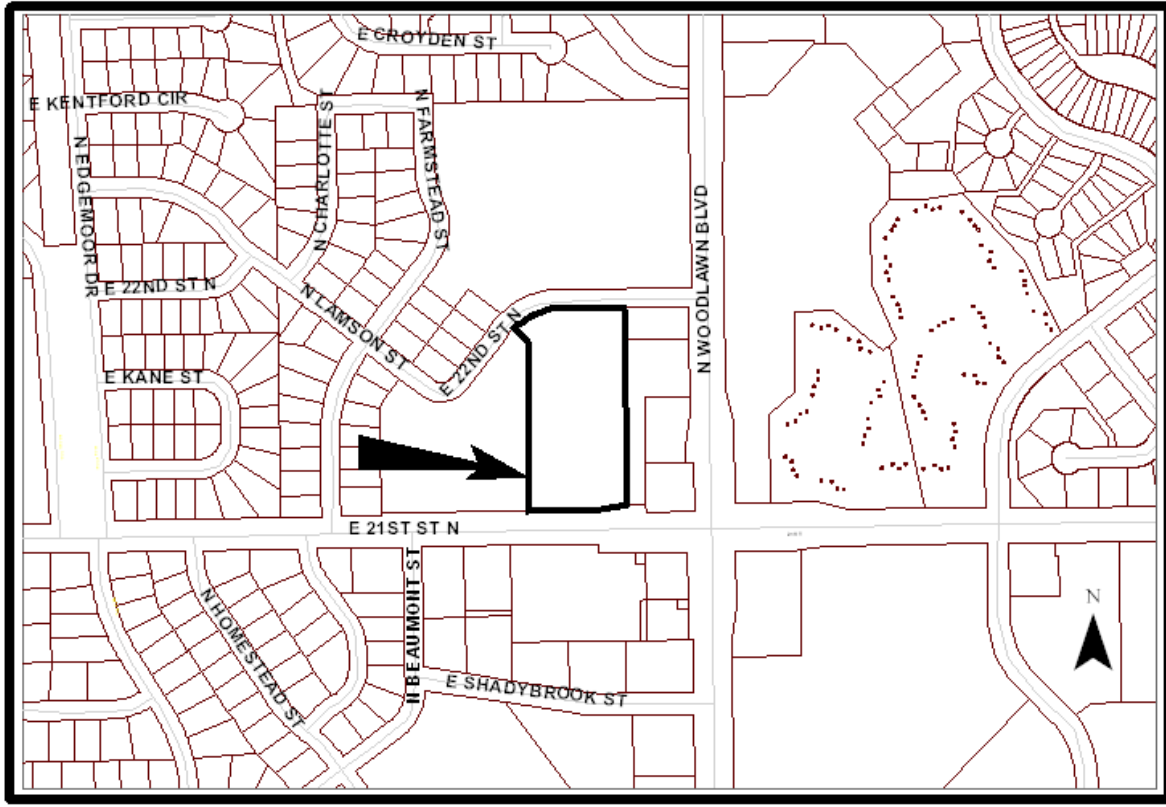 E CROYDEN ST
E KENTFORD CIR
N CHARLOTTE ST
N FARMSTEAD ST
N EDGEMOOR DR
N WOODLAWN BLVD
E 22ND ST N
N LAMSON ST
E 22ND ST N
E KANE ST
E 21ST ST N
N BEAUMONT ST
N HOMESTEAD ST
N
E SHADYBROOK ST